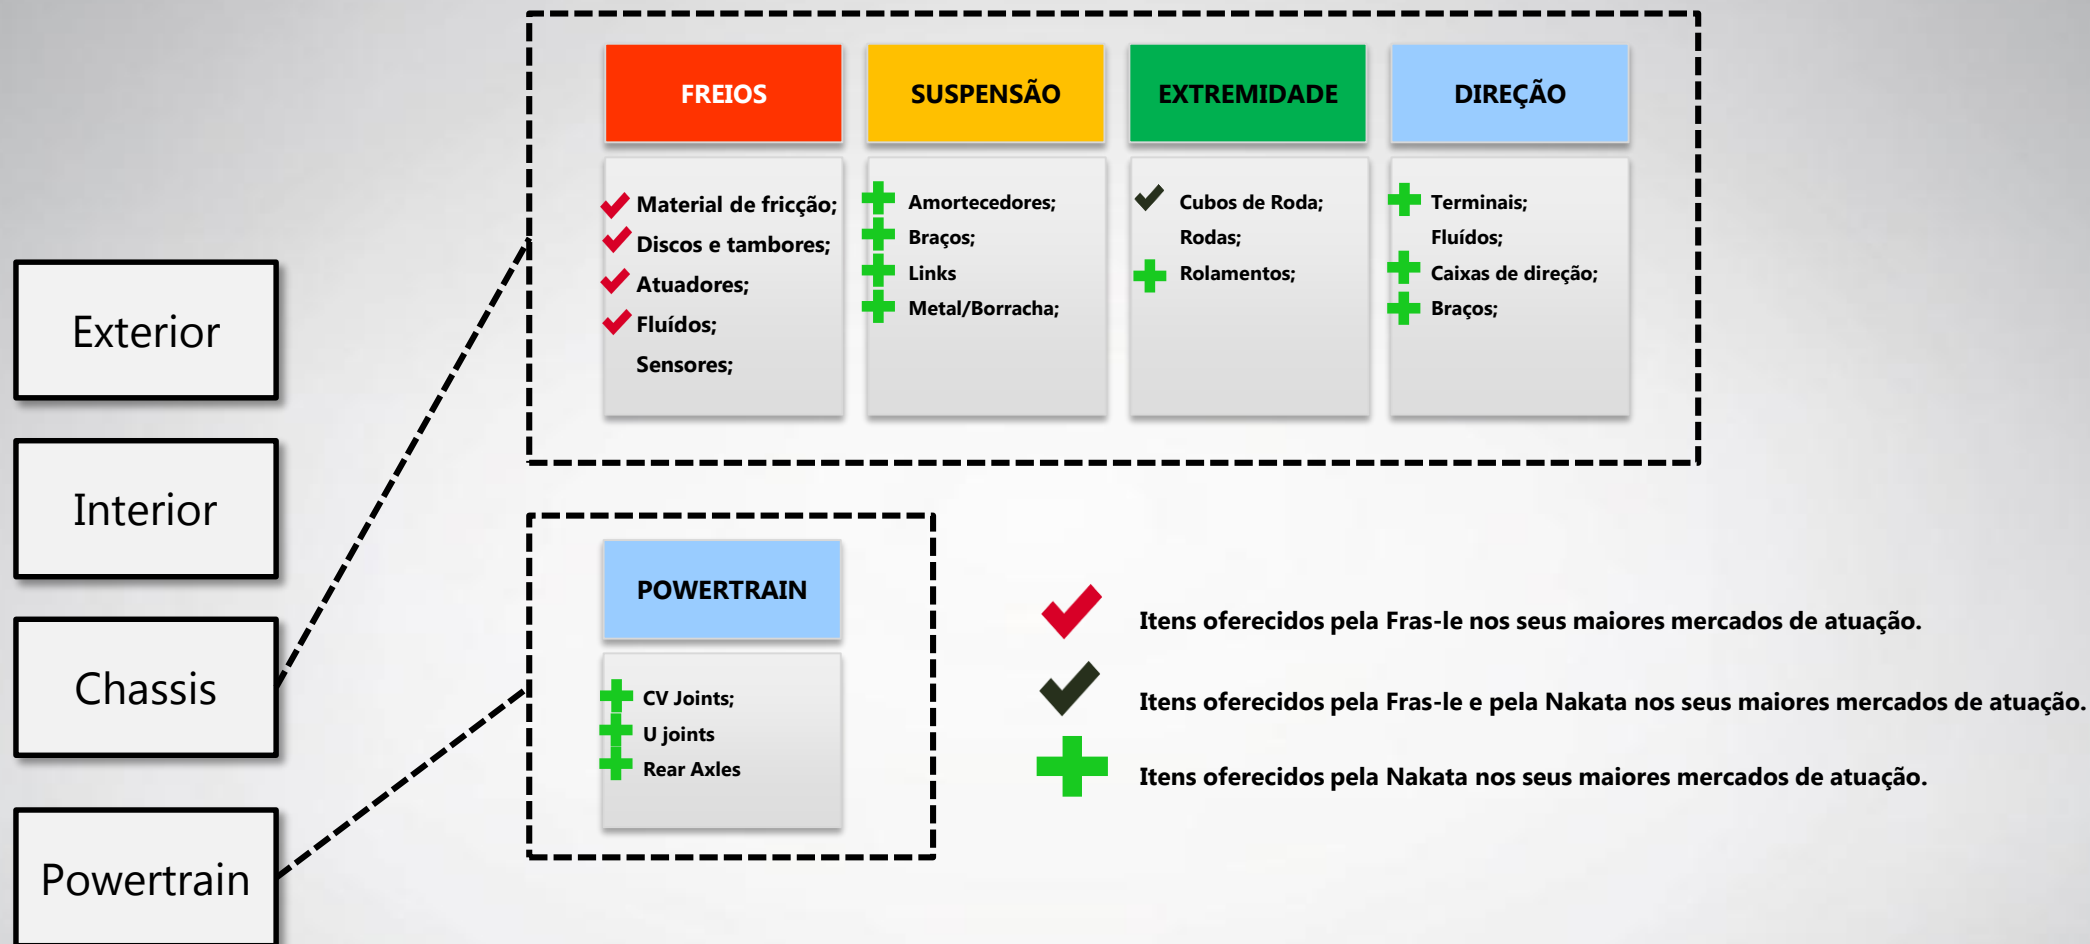 FREIOS
SUSPENSÃO
EXTREMIDADE
DIREÇÃO
Material de fricção;
Discos e tambores;
Atuadores;
Fluídos;
Sensores;
Amortecedores;
Braços;
Links
Metal/Borracha;
Cubos de Roda;
Rodas;
Rolamentos;
Terminais;
Fluídos;
Caixas de direção;
Braços;
Exterior
Interior
Chassis
Powertrain
POWERTRAIN
CV Joints;
U joints
Rear Axles
Itens oferecidos pela Fras-le nos seus maiores mercados de atuação.
Itens oferecidos pela Fras-le e pela Nakata nos seus maiores mercados de atuação.
Itens oferecidos pela Nakata nos seus maiores mercados de atuação.